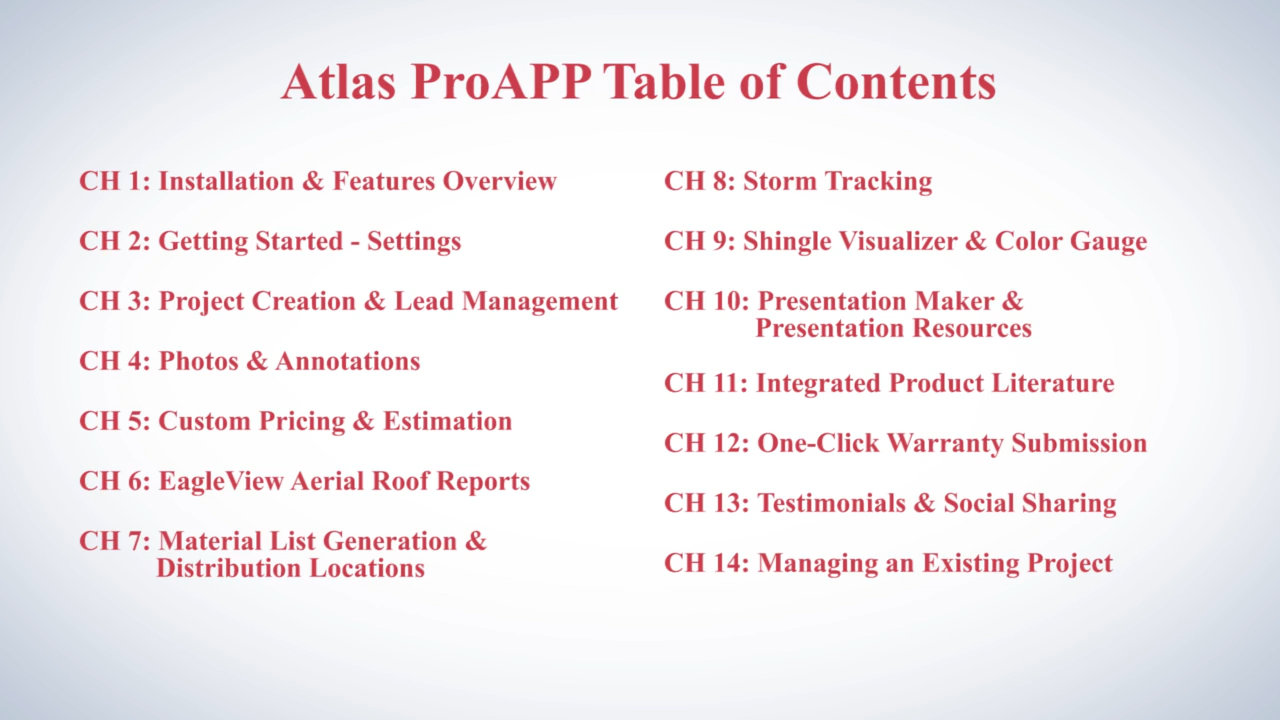 Atlas ProAPP Table of Contents
CH 1: Installation & Features Overview
CH 2: Getting Started - Settings
CH 3: Project Creation & Lead Management
CH 4: Photos & Annotations
CH 5: Custom Pricing & Estimation
CH 6: EagleView Aerial Roof Reports
CH 7: Material List Generation &
Distribution Locations
CH 8: Storm Tracking
CH 9: Shingle Visualizer & Color Gauge
CH 10: Presentation Maker &
Presentation Resources
CH 11: Integrated Product Literature
CH 12: One-Click Warranty Submission
CH 13: Testimonials & Social Sharing
CH 14: Managing an Existing Project